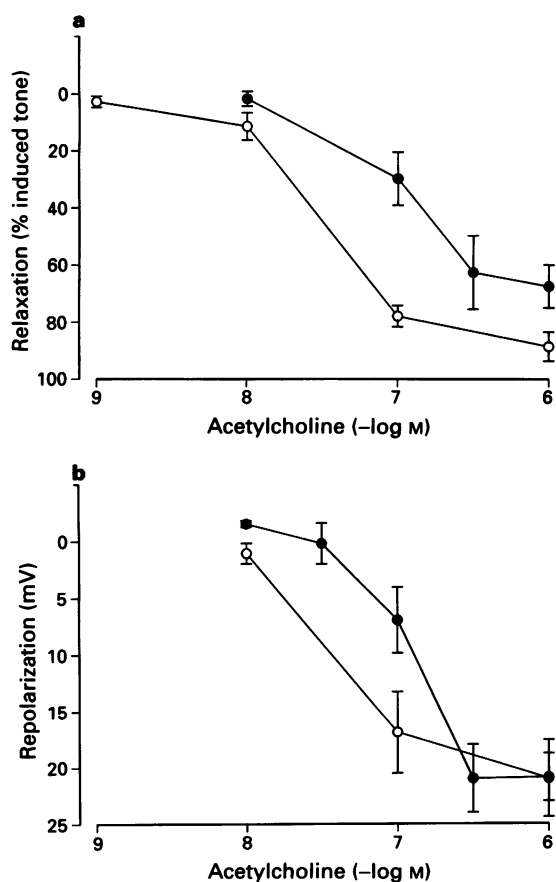 a
Relaxation (% induced tone)
0
20
40
60
80
100
9 8 7 6
Acetylcholine (–log M)
b
Repolarization (mV)
0
5
10
15
20
25
9 8 7 6
Acetylcholine (–log M)